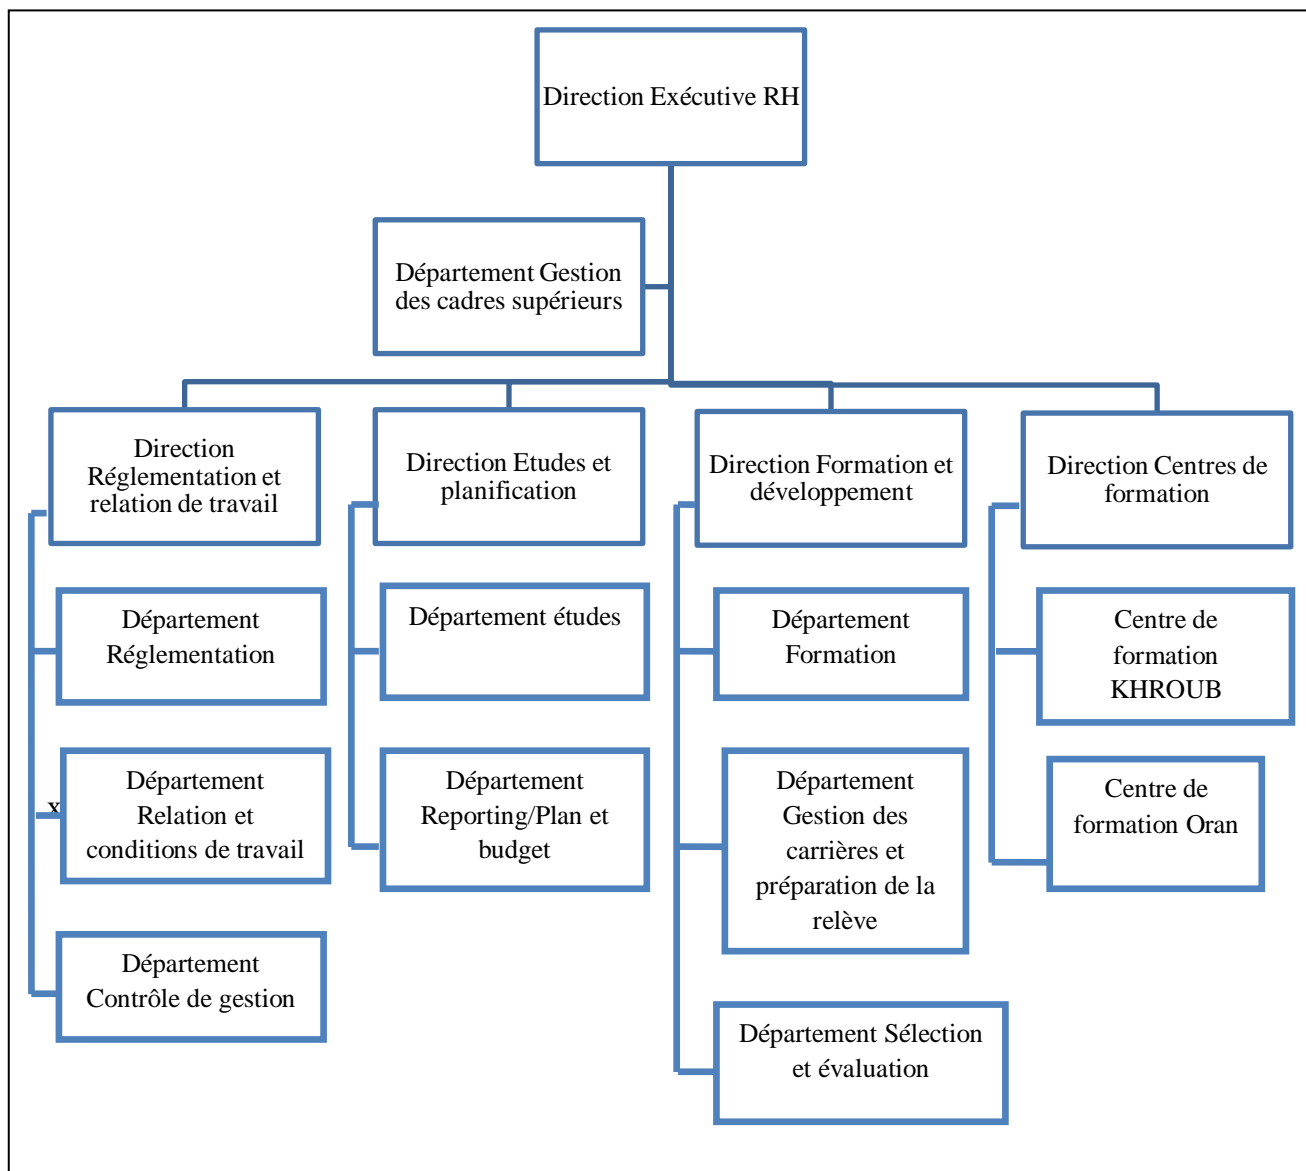 Direction Exécutive RH
Département Gestion
des cadres supérieurs
Direction
Réglementation et
relation de travail
Direction Etudes et
planification
Direction Formation et
développement
Direction Centres de
formation
Département
Réglementation
Département études
Département
Formation
Centre de
formation
KHROUB
x
Département
Relation et
conditions de travail
Département
Reporting/Plan et
budget
Département
Gestion des
carrières et
préparation de la
relève
Centre de
formation Oran
Département
Contrôle de gestion
Département Sélection
et évaluation